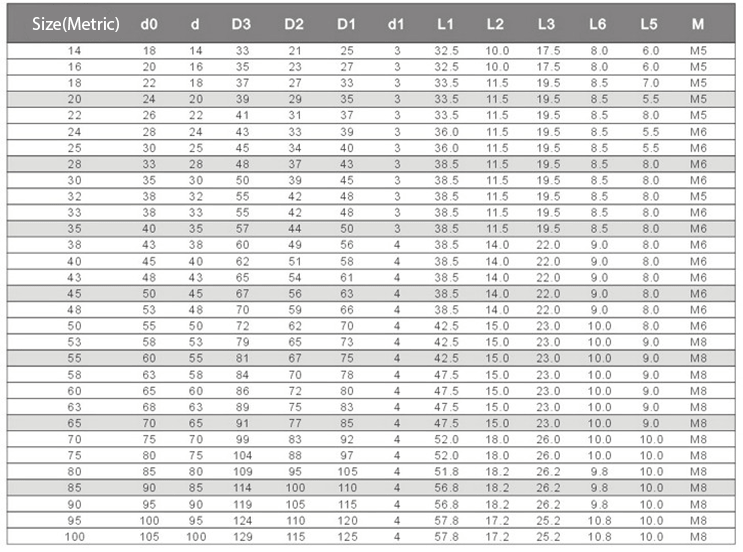 Size(Metric) d0 d D3 D2 D1 d1 L1 L2 L3 L6 L5 M
14 18 14 33 21 25 3 32.5 10.0 17.5 8.0 6.0 M5
16 20 16 35 23 27 3 32.5 10.0 17.5 8.0 6.0 M5
18 22 18 37 27 33 3 33.5 11.5 19.5 8.5 7.0 M5
20 24 20 39 29 35 3 33.5 11.5 19.5 8.5 5.5 M5
22 26 22 41 31 37 3 33.5 11.5 19.5 8.5 5.5 M5
24 28 24 43 33 39 3 36.0 11.5 19.5 8.5 5.5 M6
25 30 25 45 34 40 3 36.0 11.5 19.5 8.5 5.5 M6
28 33 28 48 37 43 3 38.5 11.5 19.5 8.5 8.0 M6
30 35 30 50 39 45 3 38.5 11.5 19.5 8.5 8.0 M6
32 38 32 55 42 48 3 38.5 11.5 19.5 8.5 8.0 M5
33 38 33 55 42 48 3 38.5 11.5 19.5 8.5 8.0 M6
35 40 35 57 44 50 3 38.5 11.5 19.5 8.5 8.0 M6
38 43 38 60 49 56 4 38.5 14.0 22.0 9.0 8.0 M6
40 45 40 62 51 58 4 38.5 14.0 22.0 9.0 8.0 M6
43 48 43 65 54 61 4 38.5 14.0 22.0 9.0 8.0 M6
45 50 45 67 56 63 4 38.5 14.0 22.0 9.0 8.0 M6
48 53 48 70 59 66 4 38.5 14.0 22.0 9.0 8.0 M6
50 55 50 72 62 70 4 42.5 15.0 23.0 10.0 8.0 M6
53 58 53 79 65 73 4 42.5 15.0 23.0 10.0 9.0 M8
55 60 55 81 67 75 4 42.5 15.0 23.0 10.0 9.0 M8
58 63 58 84 70 78 4 47.5 15.0 23.0 10.0 9.0 M8
60 65 60 86 72 80 4 47.5 15.0 23.0 10.0 9.0 M8
63 68 63 89 75 83 4 47.5 15.0 23.0 10.0 9.0 M8
65 70 65 91 77 85 4 47.5 15.0 23.0 10.0 9.0 M8
70 75 70 99 83 92 4 52.0 18.0 26.0 10.0 10.0 M8
75 80 75 104 88 97 4 52.0 18.0 26.0 10.0 10.0 M8
80 85 80 109 95 105 4 51.8 18.2 26.2 9.8 10.0 M8
85 90 85 114 100 110 4 56.8 18.2 26.2 9.8 10.0 M8
90 95 90 119 105 115 4 56.8 18.2 26.2 9.8 10.0 M8
95 100 95 124 110 120 4 57.8 17.2 25.2 10.8 10.0 M8
100 105 100 129 115 125 4 57.8 17.2 25.2 10.8 10.0 M8